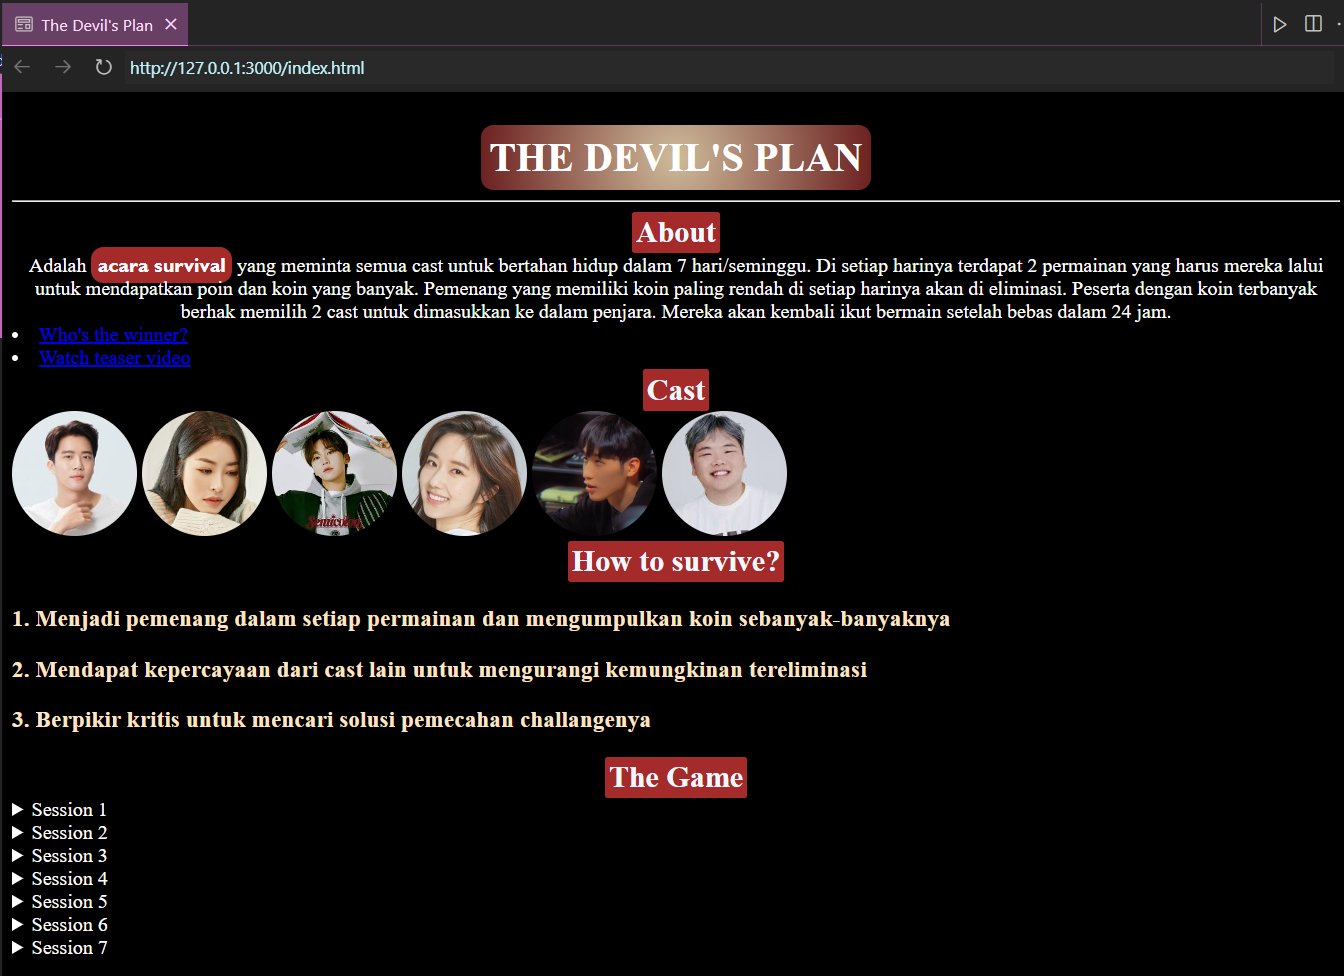 The Devil's Plan
http://127.0.0.1:3000/index.html
THE DEVIL'S PLAN
About
Adalah acara survival yang meminta semua cast untuk bertahan hidup dalam 7 hari/seminggu. Di setiap harinya terdapat 2 permainan yang harus mereka lalui
untuk mendapatkan poin dan koin yang banyak. Pemenang yang memiliki koin paling rendah di setiap harinya akan di eliminasi. Peserta dengan koin terbanyak
berhak memilih 2 cast untuk dimasukkan ke dalam penjara. Mereka akan kembali ikut bermain setelah bebas dalam 24 jam.
Who's the winner?
Watch teaser video
Cast
Semicolon
How to survive?
1. Menjadi pemenang dalam setiap permainan dan mengumpulkan koin sebanyak-banyaknya
2. Mendapat kepercayaan dari cast lain untuk mengurangi kemungkinan tereliminasi
3. Berpikir kritis untuk mencari solusi pemecahan challangenya
The Game
Session 1
Session 2
Session 3
Session 4
Session 5
Session 6
Session 7